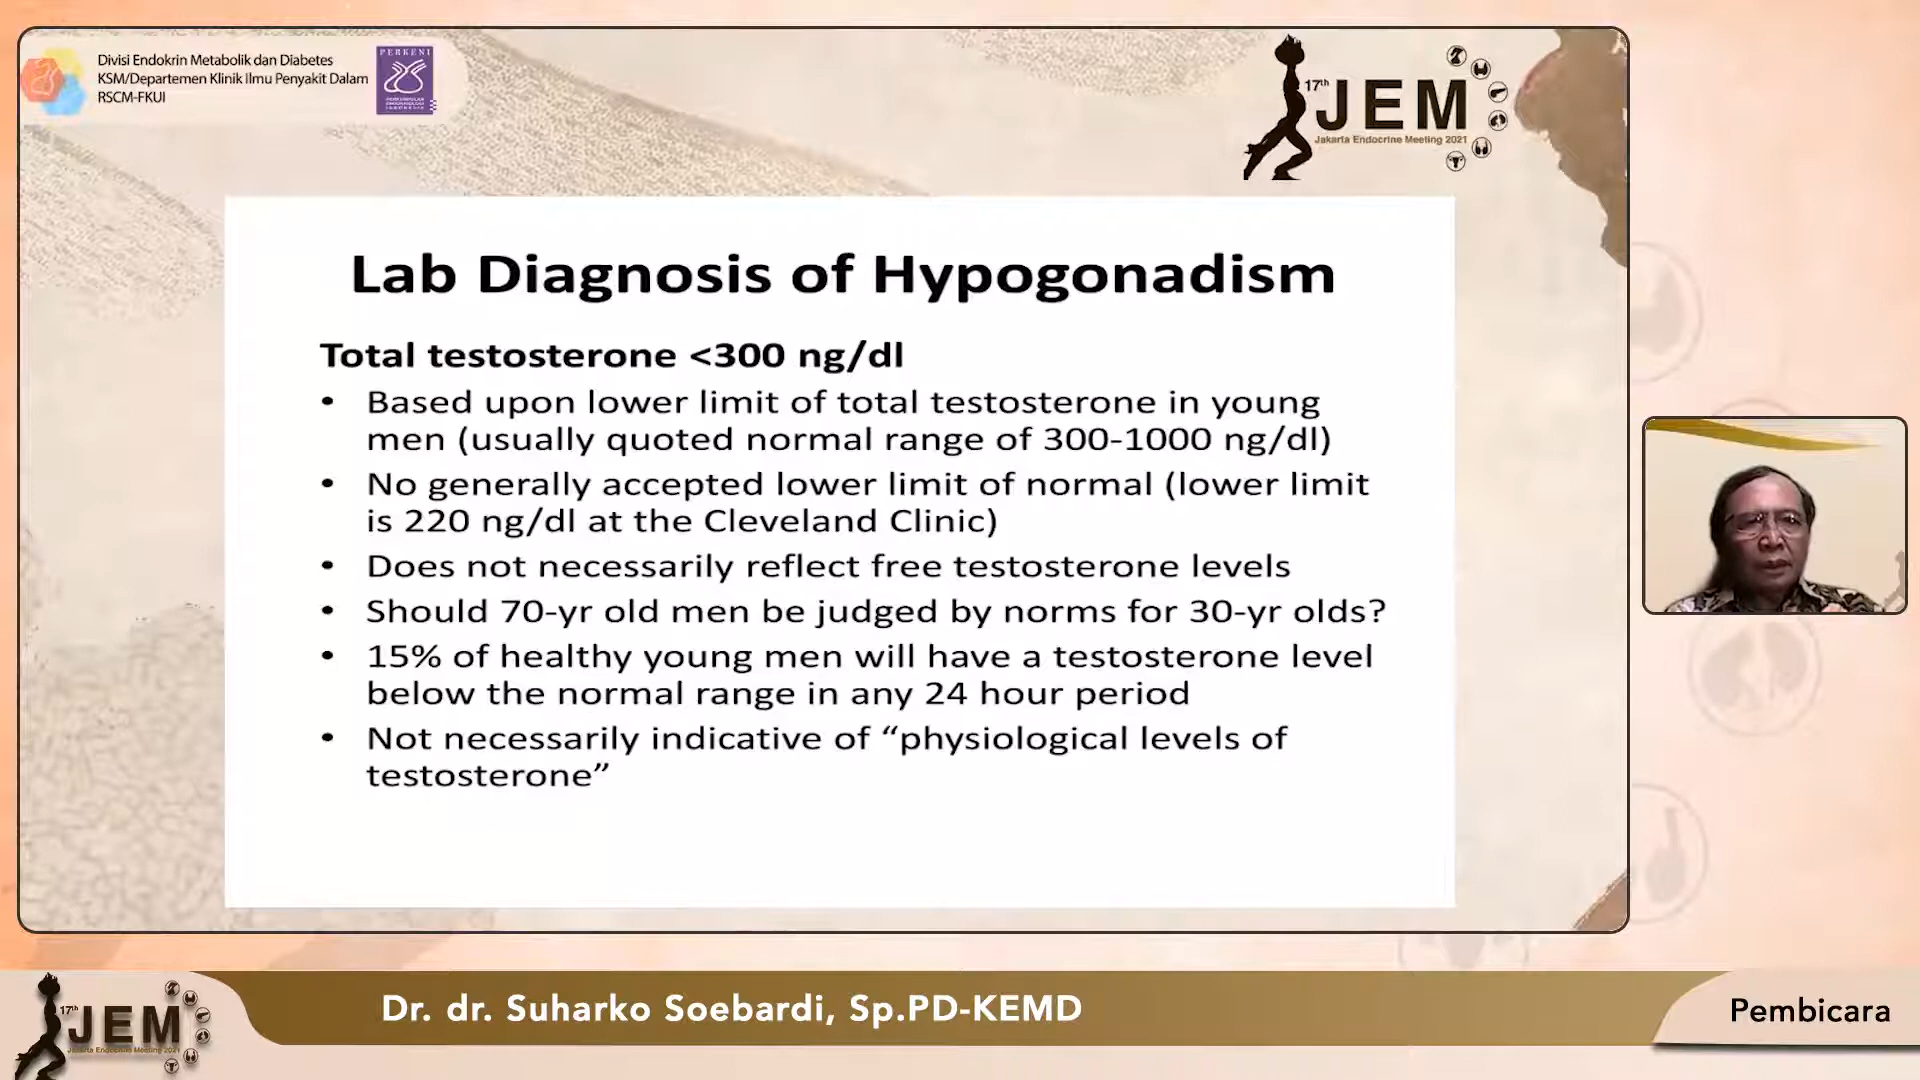 Divisi Endokrin Metabolik dan Diabetes
KSM/Departemen Klinik Ilmu Penyakit Dalam
RSCM-FKUI
PERKENI
17th
JEM
Jakarta Endocrine Meeting 2021
Lab Diagnosis of Hypogonadism
Total testosterone <300 ng/dl
• Based upon lower limit of total testosterone in young
men (usually quoted normal range of 300-1000 ng/dl)
• No generally accepted lower limit of normal (lower limit
is 220 ng/dl at the Cleveland Clinic)
• Does not necessarily reflect free testosterone levels
• Should 70-yr old men be judged by norms for 30-yr olds?
• 15% of healthy young men will have a testosterone level
below the normal range in any 24 hour period
• Not necessarily indicative of “physiological levels of
testosterone”
17th
JEM
Jakarta Endocrine Meeting 2021
Dr. dr. Suharko Soebardi, Sp.PD-KEMD
Pembicara